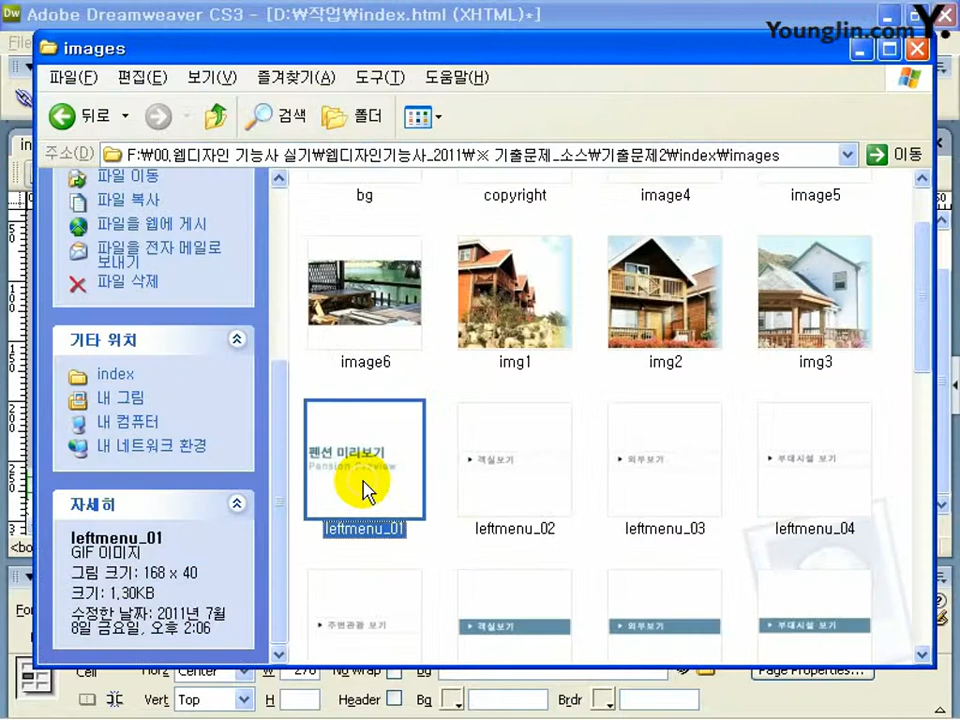 Adobe Dreamweaver CS3 - [D:₩작업₩index.html (XHTML)*]
YoungJin.com Y.
File
images
파일(F) 편집(E) 보기(V) 즐겨찾기(A) 도구(T) 도움말(H)
뒤로 검색 폴더
주소(D) F:₩00.웹디자인 기능사 실기₩웹디자인기능사_2011₩※ 기출문제_소스₩기출문제2₩index₩images 이동
파일 이동
파일 복사
파일을 웹에 게시
파일을 전자 메일로
보내기
파일 삭제
기타 위치
index
내 그림
내 컴퓨터
내 네트워크 환경
자세히
leftmenu_01
GIF 이미지
그림 크기: 168 x 40
크기: 1.30KB
수정한 날짜: 2011년 7월
8일 금요일, 오후 2:06
bg copyright image4 image5
image6 img1 img2 img3
펜션 미리보기
Pension Preview
객실보기
외부보기
부대시설 보기
leftmenu_01 leftmenu_02 leftmenu_03 leftmenu_04
주변관광 보기
객실보기
외부보기
부대시설 보기
Cell Horz Center W 270 No wrap Bg Page Properties...
Vert Top H Header Bg Brdr